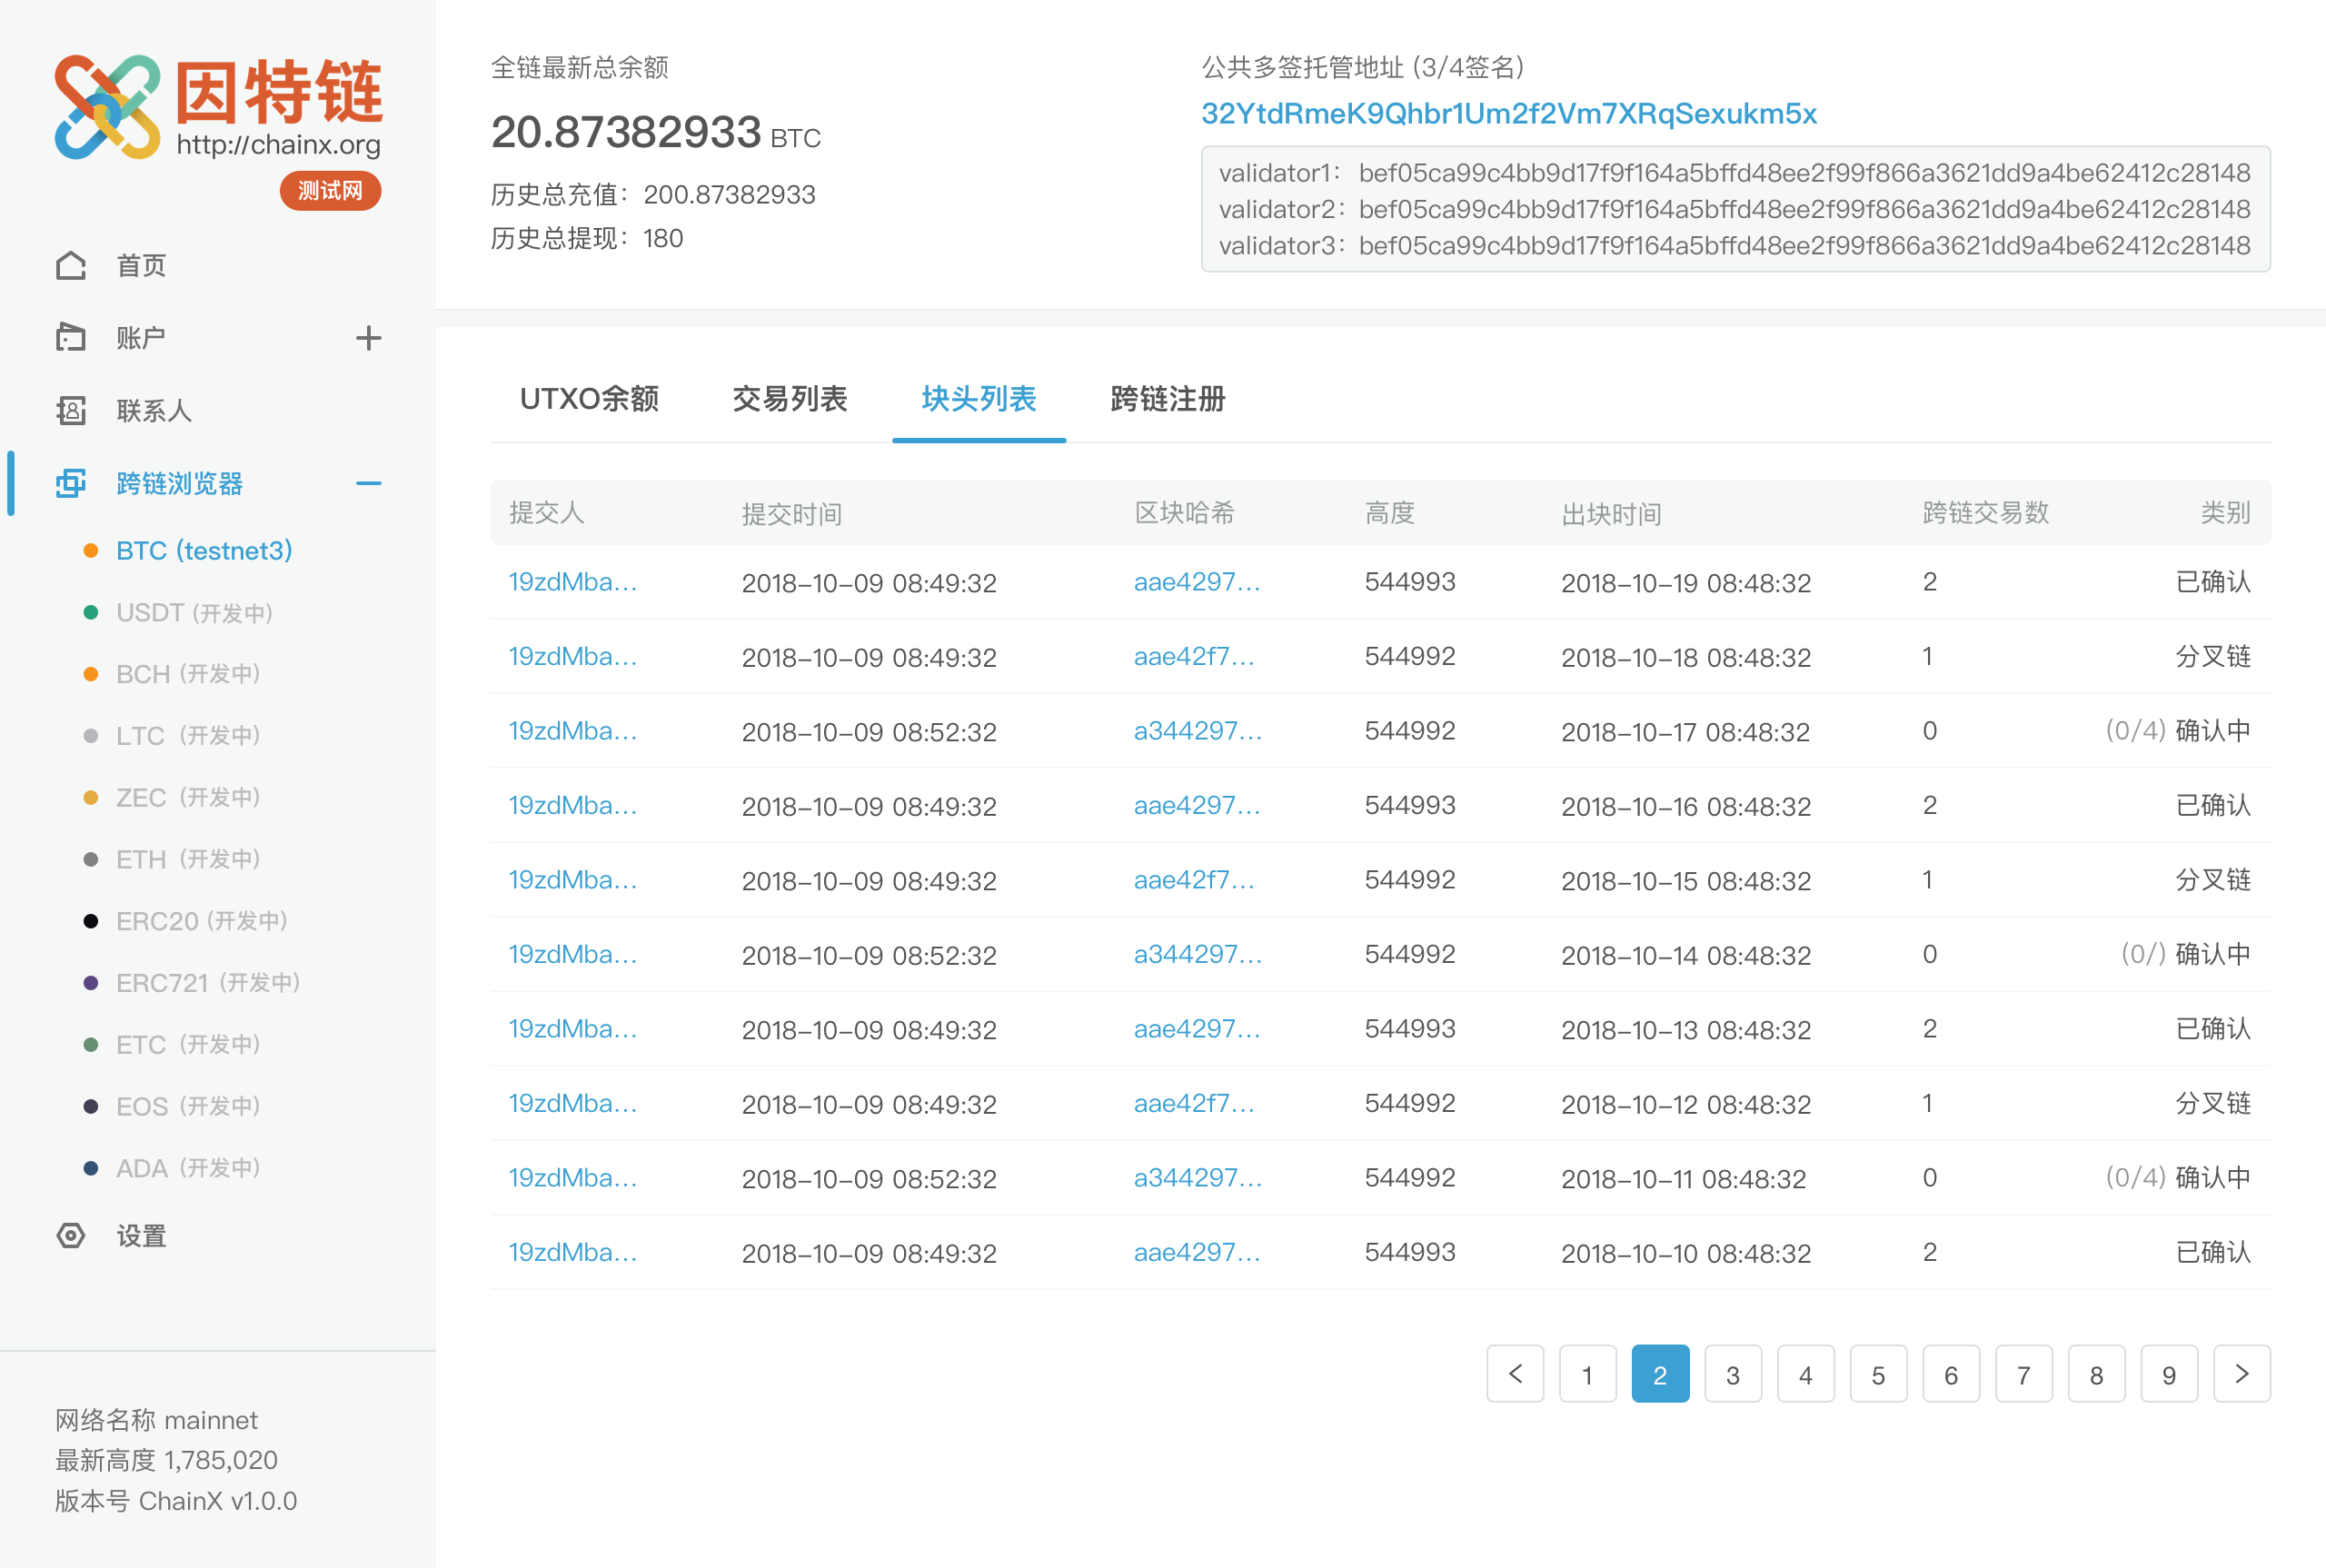 因特链
http://chainx.org
测试网
首页
账户
联系人
跨链浏览器
BTC (testnet3)
USDT (开发中)
BCH (开发中)
LTC (开发中)
ZEC (开发中)
ETH (开发中)
ERC20 (开发中)
ERC721 (开发中)
ETC (开发中)
EOS (开发中)
ADA (开发中)
设置
网络名称 mainnet
最新高度 1,785,020
版本号 ChainX v1.0.0
全链最新总余额
20.87382933 BTC
历史总充值：200.87382933
历史总提现：180
公共多签托管地址 (3/4签名)
32YtdRmeK9Qhbr1Um2f2Vm7XRqSexukm5x
validator1：bef05ca99c4bb9d17f9f164a5bffd48ee2f99f866a3621dd9a4be62412c28148
validator2：bef05ca99c4bb9d17f9f164a5bffd48ee2f99f866a3621dd9a4be62412c28148
validator3：bef05ca99c4bb9d17f9f164a5bffd48ee2f99f866a3621dd9a4be62412c28148
UTXO余额 交易列表 块头列表 跨链注册
提交人 提交时间 区块哈希 高度 出块时间 跨链交易数 类别
19zdMba... 2018-10-09 08:49:32 aae4297... 544993 2018-10-19 08:48:32 2 已确认
19zdMba... 2018-10-09 08:49:32 aae42f7... 544992 2018-10-18 08:48:32 1 分叉链
19zdMba... 2018-10-09 08:52:32 a344297... 544992 2018-10-17 08:48:32 0 (0/4) 确认中
19zdMba... 2018-10-09 08:49:32 aae4297... 544993 2018-10-16 08:48:32 2 已确认
19zdMba... 2018-10-09 08:49:32 aae42f7... 544992 2018-10-15 08:48:32 1 分叉链
19zdMba... 2018-10-09 08:52:32 a344297... 544992 2018-10-14 08:48:32 0 (0/) 确认中
19zdMba... 2018-10-09 08:49:32 aae4297... 544993 2018-10-13 08:48:32 2 已确认
19zdMba... 2018-10-09 08:49:32 aae42f7... 544992 2018-10-12 08:48:32 1 分叉链
19zdMba... 2018-10-09 08:52:32 a344297... 544992 2018-10-11 08:48:32 0 (0/4) 确认中
19zdMba... 2018-10-09 08:49:32 aae4297... 544993 2018-10-10 08:48:32 2 已确认
< 1 2 3 4 5 6 7 8 9 >